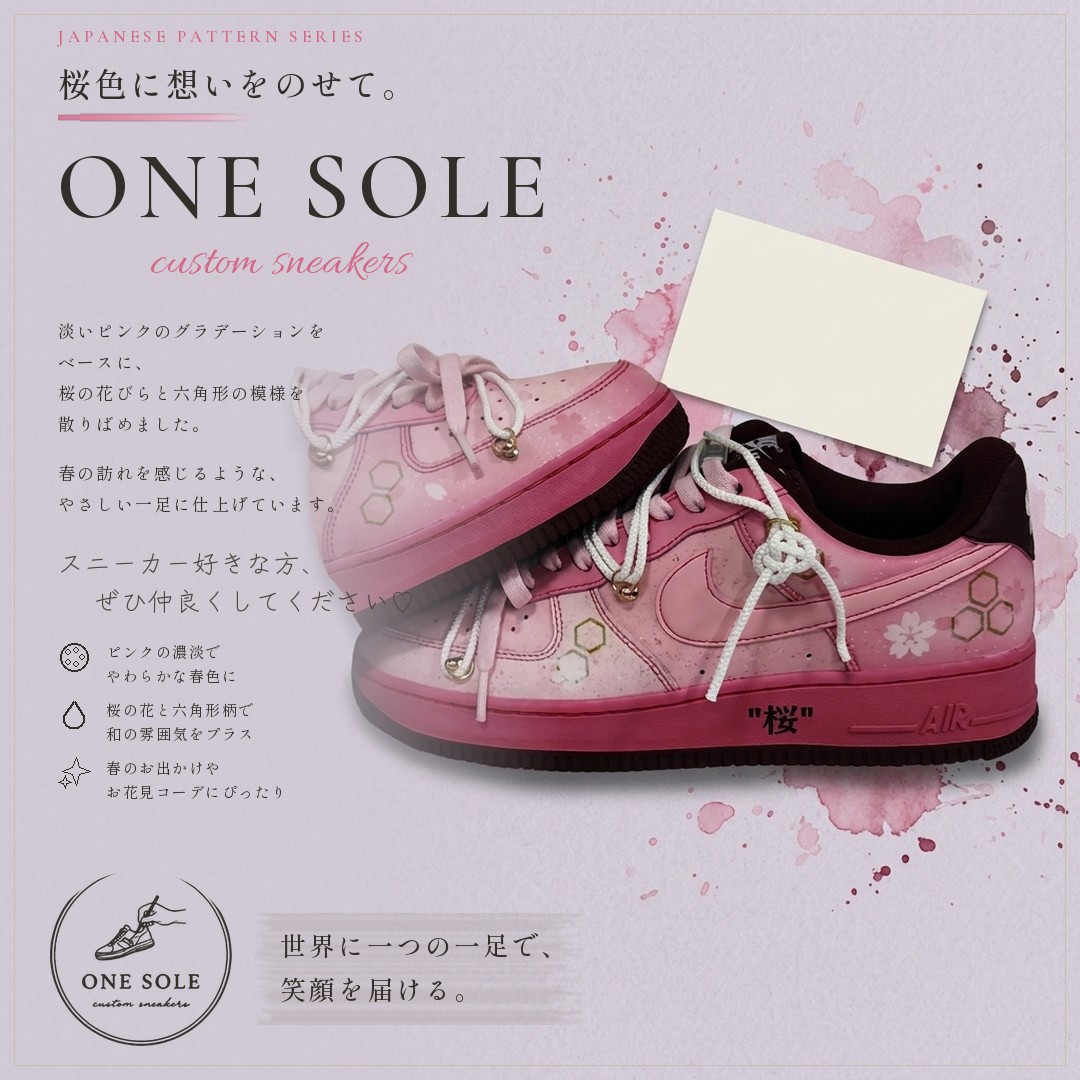 JAPANESE PATTERN SERIES
桜色に想いをのせて。
ONE SOLE
custom sneakers
淡いピンクのグラデーションを
ベースに、
桜の花びらと六角形の模様を
散りばめました。
春の訪れを感じるような、
やさしい一足に仕上げています。
スニーカー好きな方、
ぜひ仲良くしてください♡
ピンクの濃淡で
やわらかな春色に
桜の花と六角形柄で
和の雰囲気をプラス
春のお出かけや
お花見コーデにぴったり
"桜"
AIR
ONE SOLE
custom sneakers
世界に一つの一足で、
笑顔を届ける。